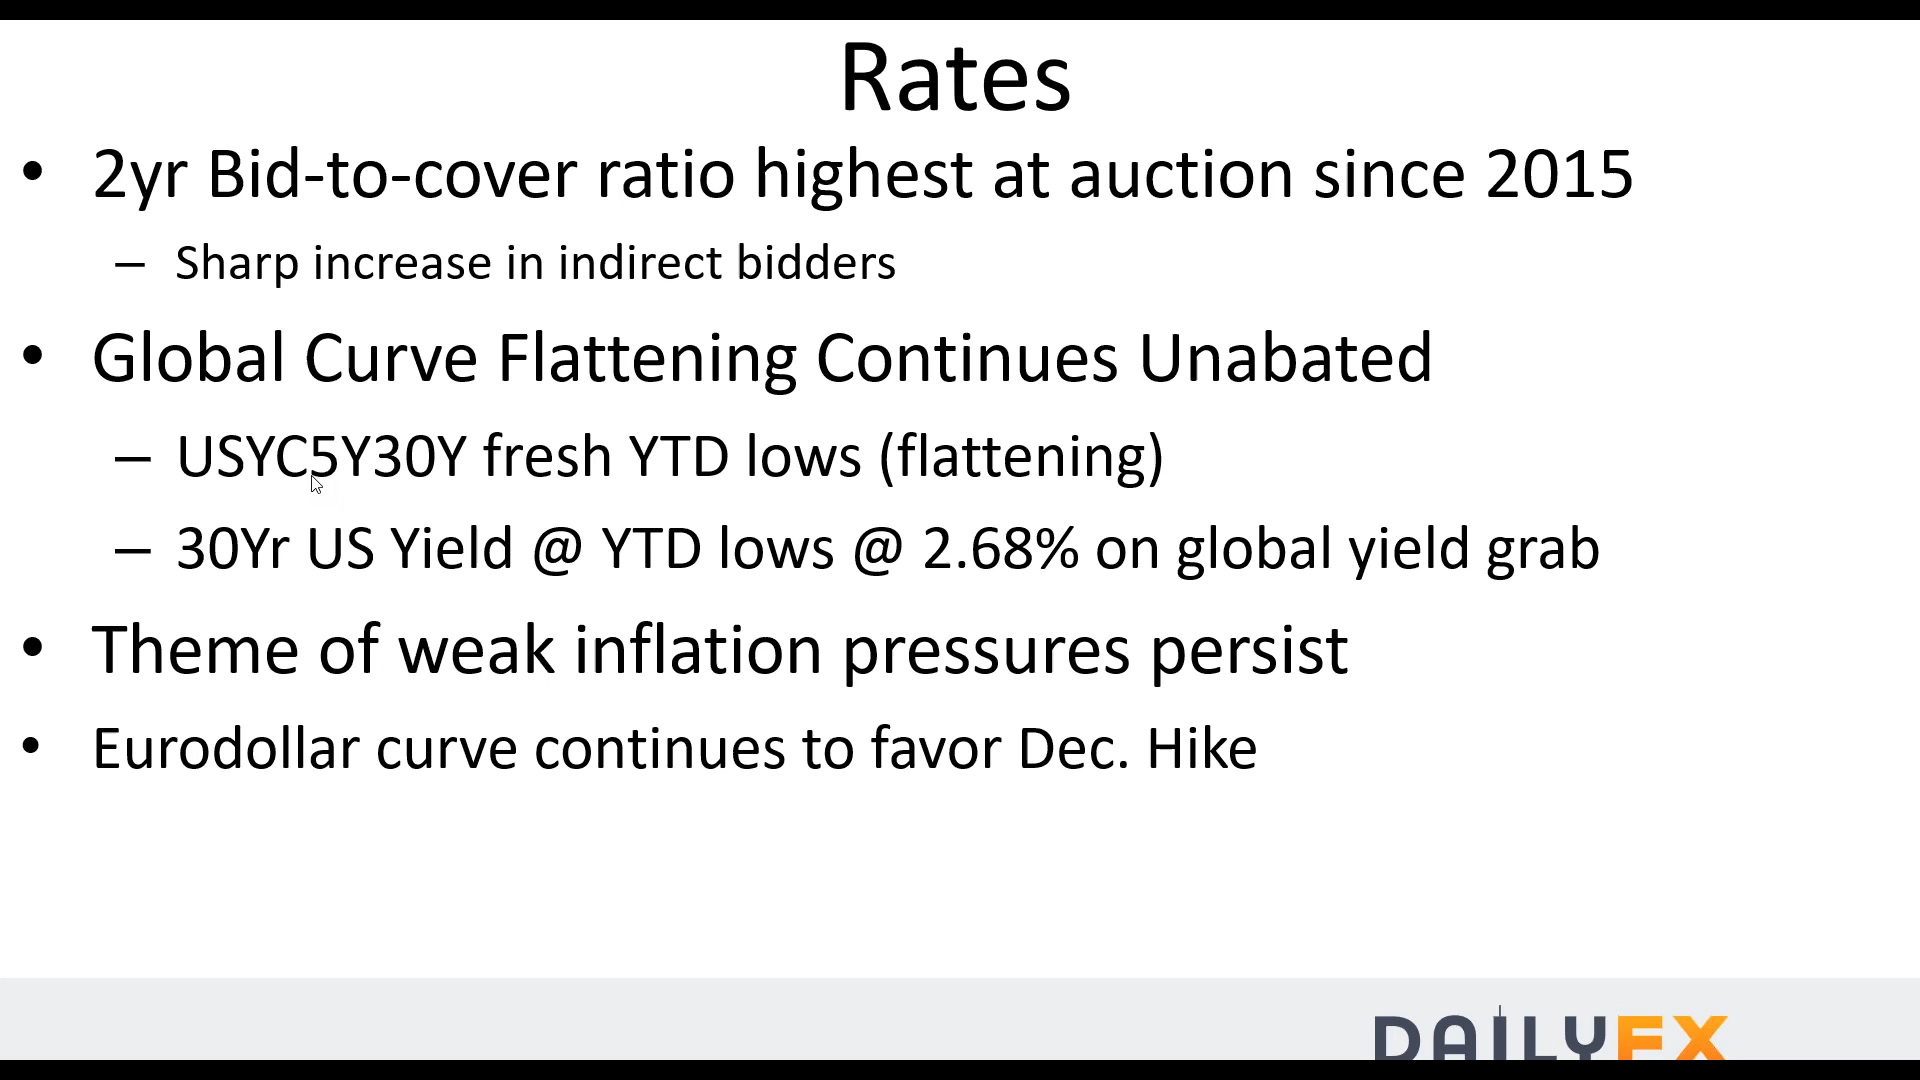 Rates
• 2yr Bid-to-cover ratio highest at auction since 2015
– Sharp increase in indirect bidders
• Global Curve Flattening Continues Unabated
– USYC5Y30Y fresh YTD lows (flattening)
– 30Yr US Yield @ YTD lows @ 2.68% on global yield grab
• Theme of weak inflation pressures persist
• Eurodollar curve continues to favor Dec. Hike
DAILYFX